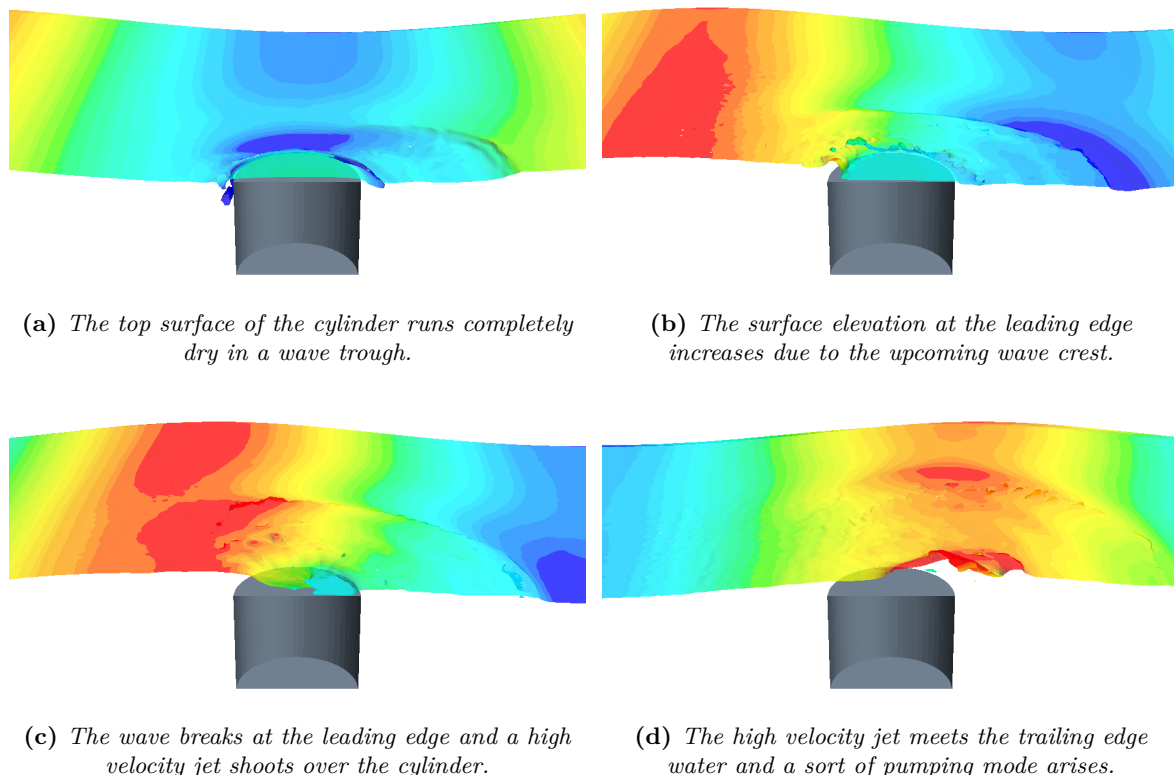 (a) The top surface of the cylinder runs completely
dry in a wave trough.
(b) The surface elevation at the leading edge
increases due to the upcoming wave crest.
(c) The wave breaks at the leading edge and a high
velocity jet shoots over the cylinder.
(d) The high velocity jet meets the trailing edge
water and a sort of pumping mode arises.